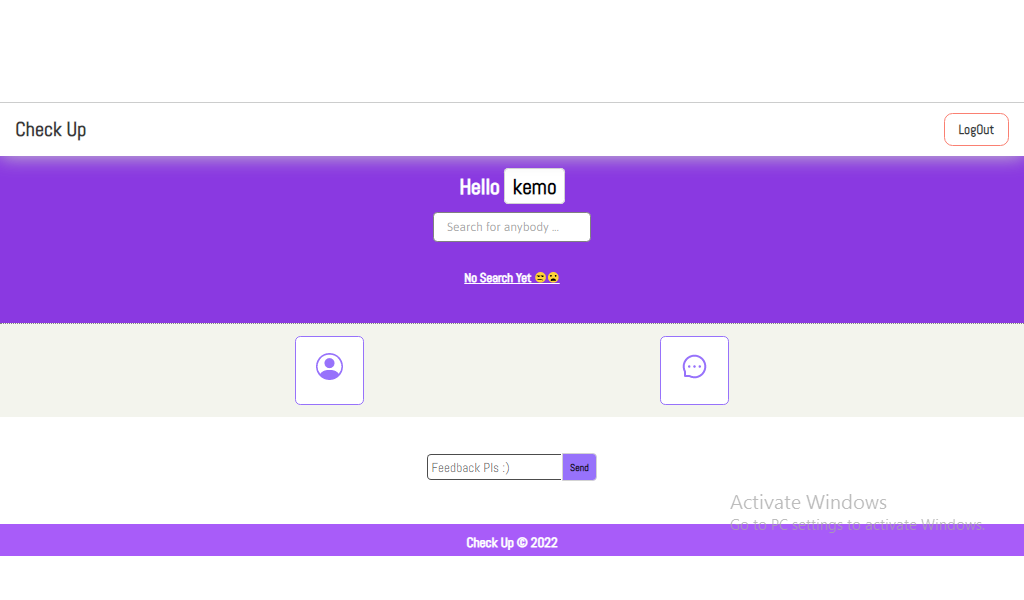 Check Up
LogOut
Hello kemo
Search for anybody ...
No Search Yet 😒😩
Feedback Pls :)
Send
Activate Windows
Go to PC settings to activate Windows.
Check Up © 2022